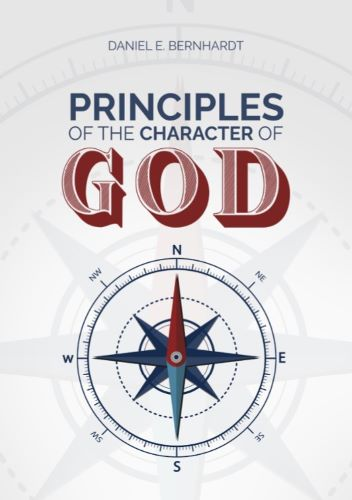 DANIEL E. BERNHARDT
PRINCIPLES
OF THE CHARACTER OF
GOD
N
NW
NE
W
E
SW
SE
S